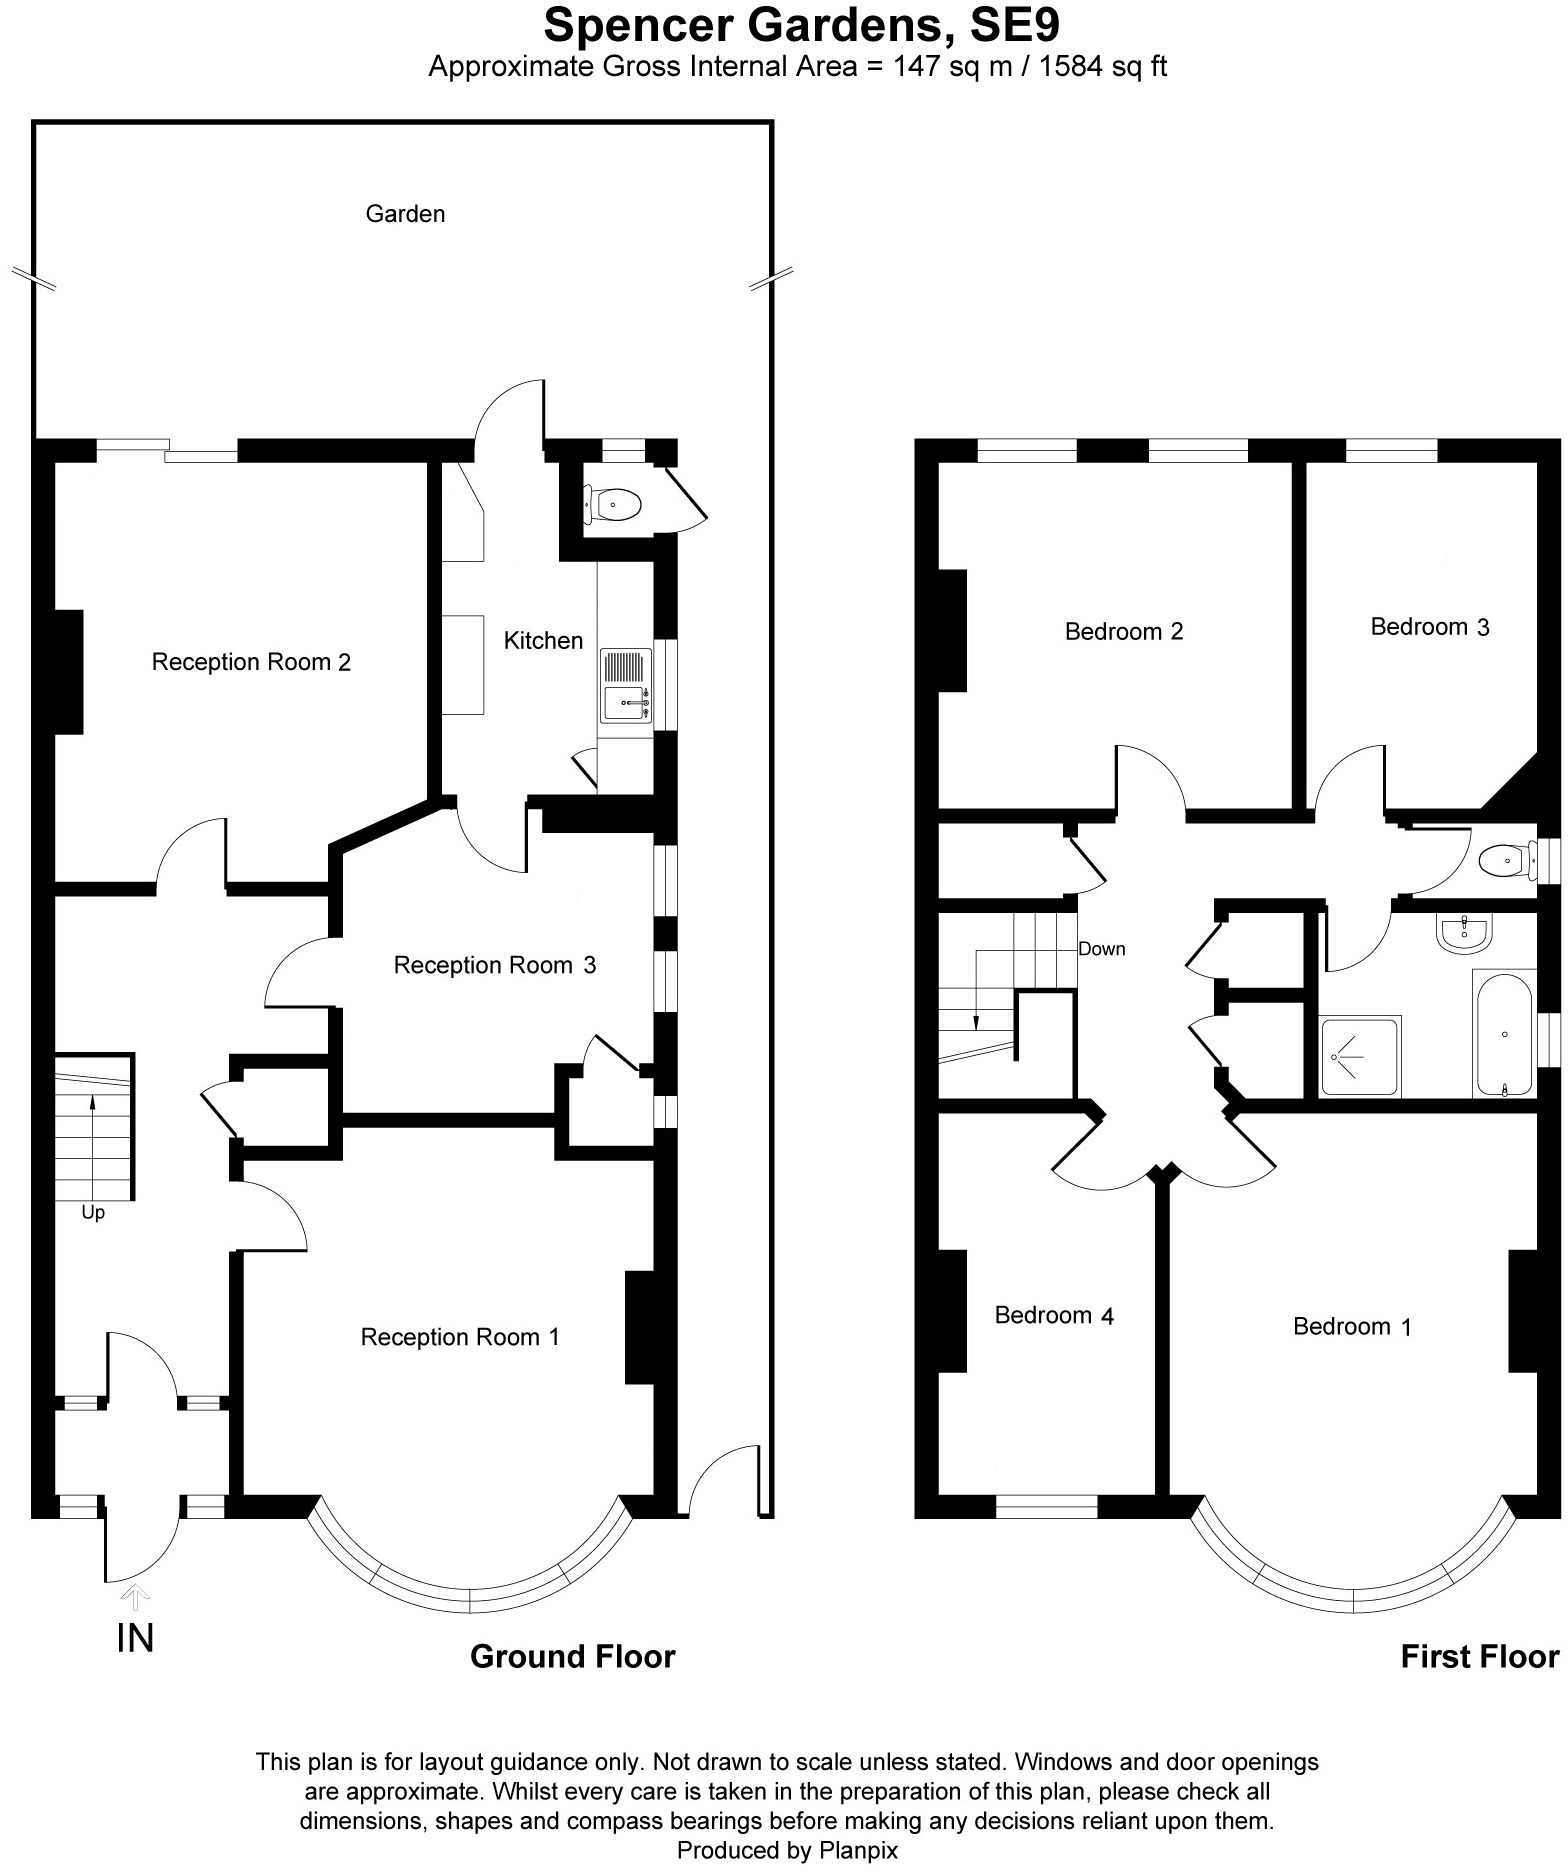 Spencer Gardens, SE9
Approximate Gross Internal Area = 147 sq m / 1584 sq ft
Garden
Reception Room 2
Kitchen
Reception Room 3
Up
Reception Room 1
IN
Ground Floor
Bedroom 2
Bedroom 3
Down
Bedroom 4
Bedroom 1
First Floor
This plan is for layout guidance only. Not drawn to scale unless stated. Windows and door openings
are approximate. Whilst every care is taken in the preparation of this plan, please check all
dimensions, shapes and compass bearings before making any decisions reliant upon them.
Produced by Planpix